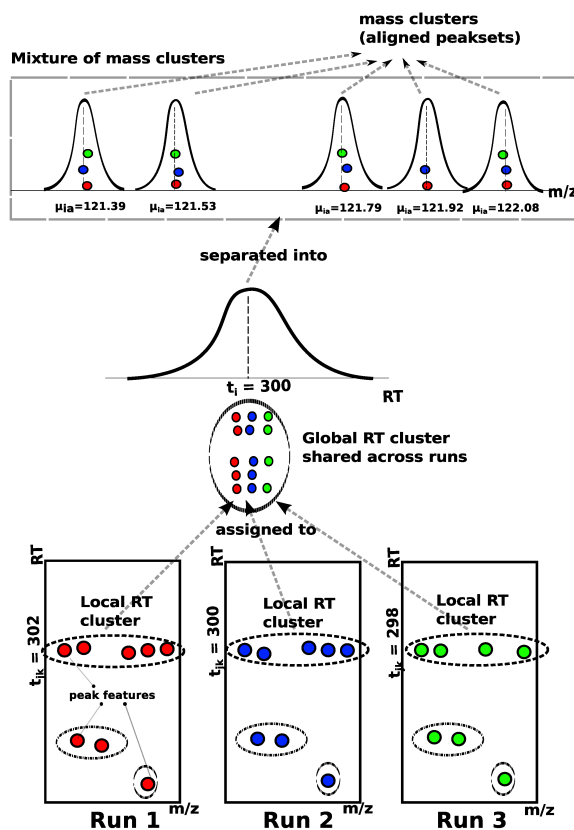 mass clusters
(aligned peaksets)
Mixture of mass clusters
m/z
μia=121.39
μia=121.53
μia=121.79
μia=121.92
μia=122.08
separated into
ti = 300
RT
Global RT cluster
shared across runs
assigned to
RT
RT
RT
tjk = 302
Local RT
cluster
tjk = 300
Local RT
cluster
tjk = 298
Local RT
cluster
peak features
m/z
m/z
m/z
Run 1
Run 2
Run 3